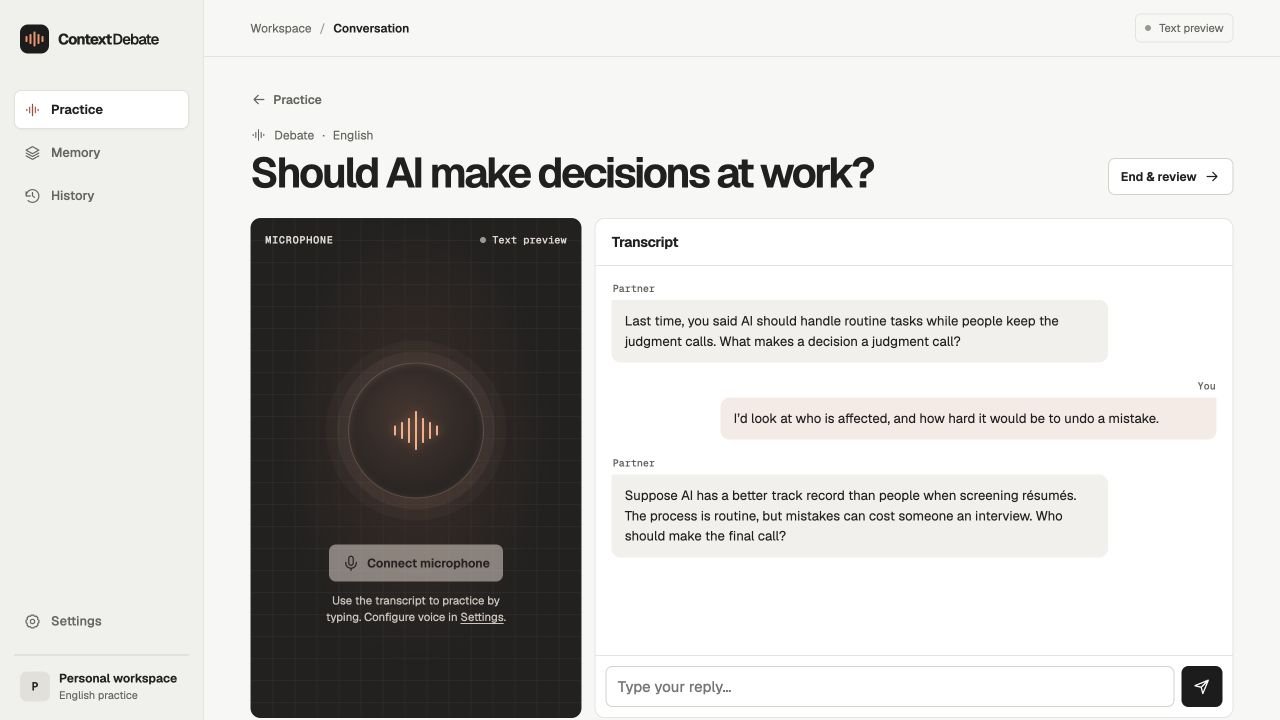 ContextDebate
Practice
Memory
History
Settings
P
Personal workspace
English practice
Workspace / Conversation
Text preview
← Practice
Debate · English
Should AI make decisions at work?
End & review →
MICROPHONE
Text preview
Connect microphone
Use the transcript to practice by
typing. Configure voice in Settings.
Transcript
Partner
Last time, you said AI should handle routine tasks while people keep the
judgment calls. What makes a decision a judgment call?
You
I’d look at who is affected, and how hard it would be to undo a mistake.
Partner
Suppose AI has a better track record than people when screening résumés.
The process is routine, but mistakes can cost someone an interview. Who
should make the final call?
Type your reply…